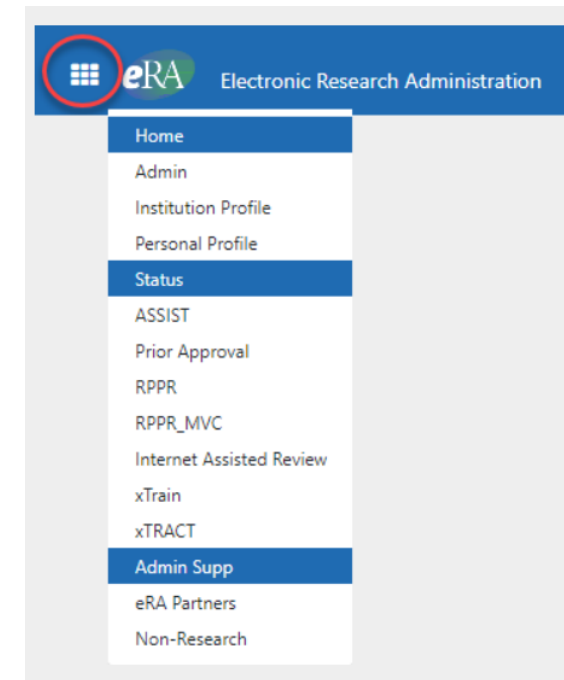 eRA Electronic Research Administration
Home
Admin
Institution Profile
Personal Profile
Status
ASSIST
Prior Approval
RPPR
RPPR_MVC
Internet Assisted Review
xTrain
xTRACT
Admin Supp
eRA Partners
Non-Research